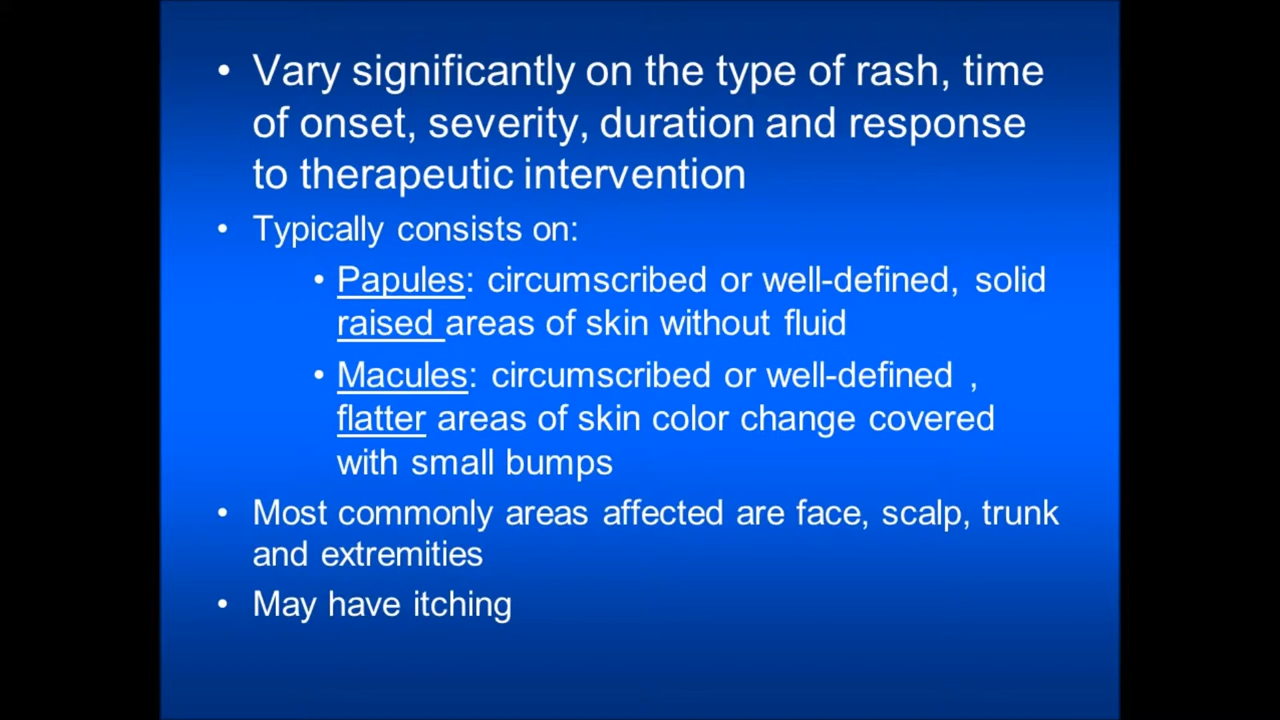 • Vary significantly on the type of rash, time
of onset, severity, duration and response
to therapeutic intervention
• Typically consists on:
• Papules: circumscribed or well-defined, solid
raised areas of skin without fluid
• Macules: circumscribed or well-defined ,
flatter areas of skin color change covered
with small bumps
• Most commonly areas affected are face, scalp, trunk
and extremities
• May have itching